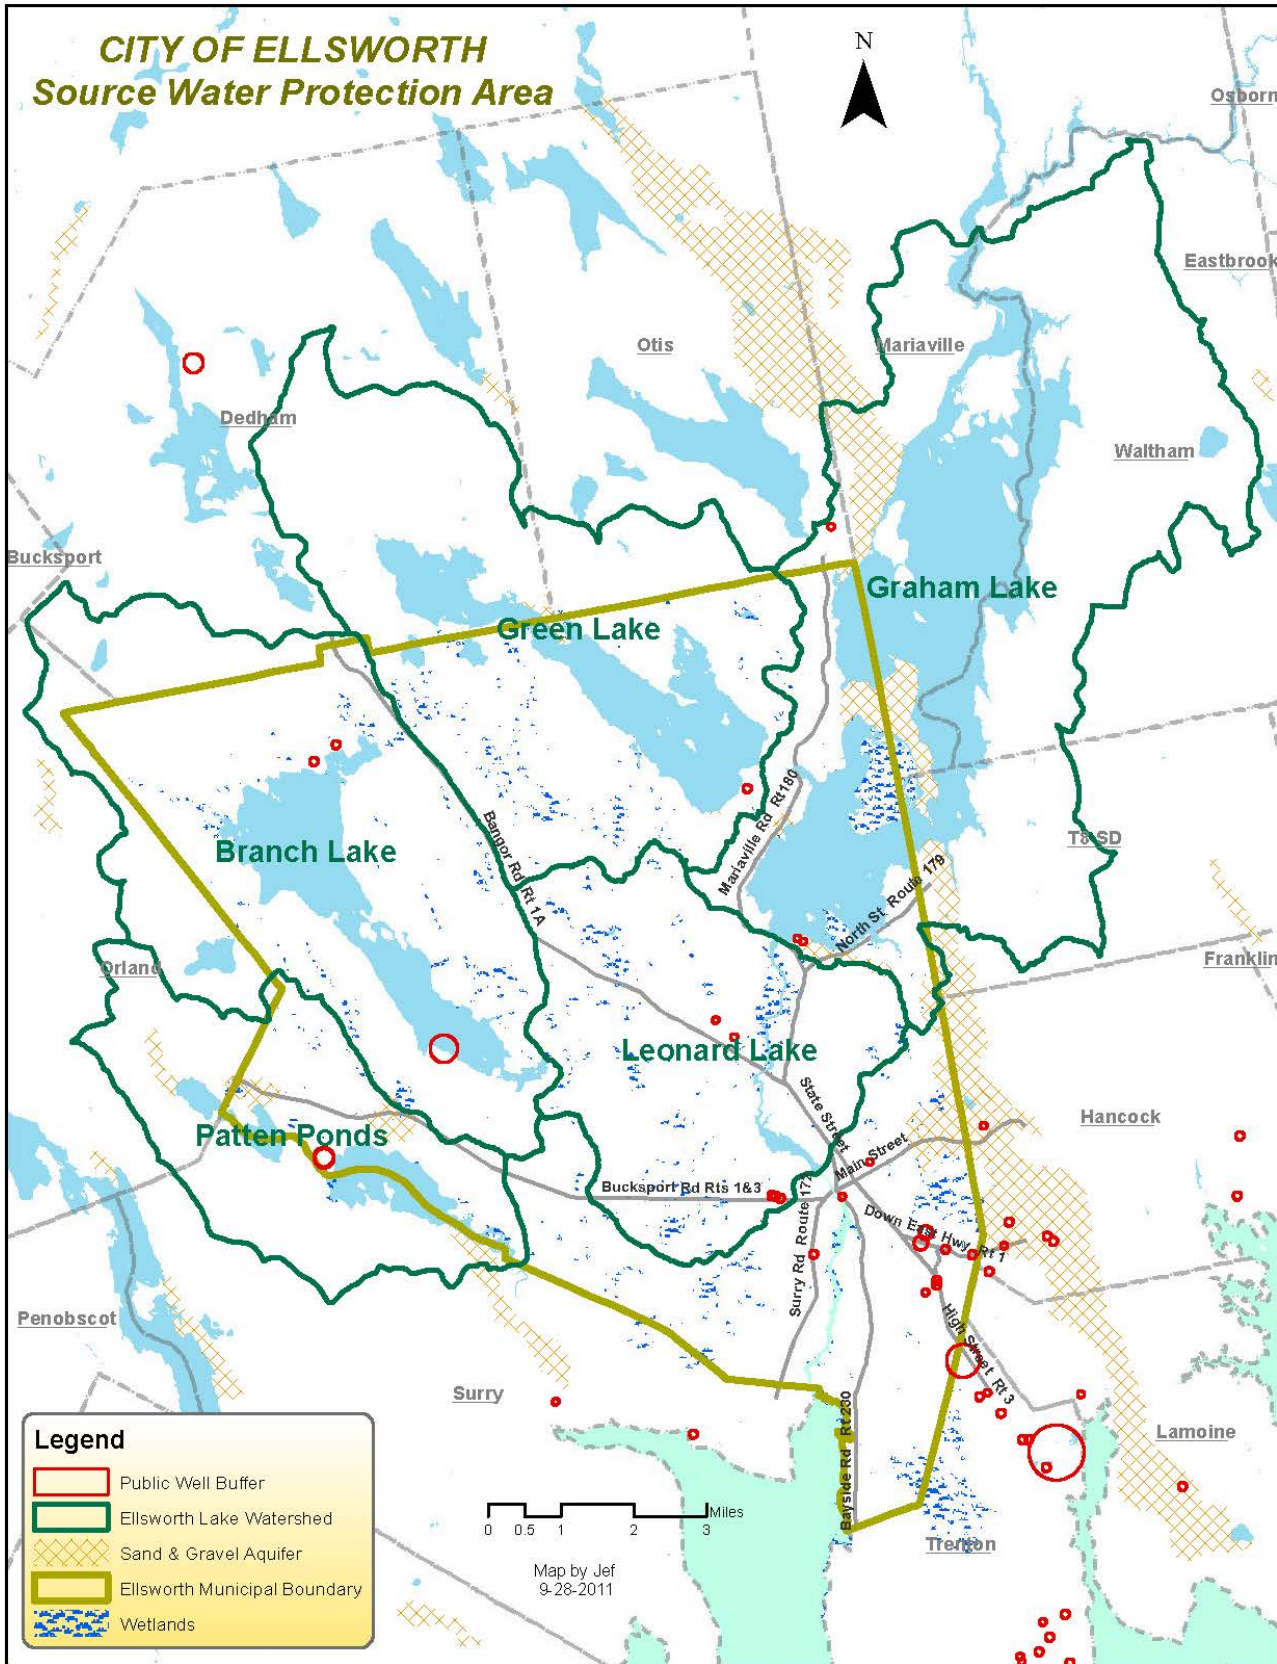 CITY OF ELLSWORTH
Source Water Protection Area
N
Osborn
Eastbrook
Otis
Mariaville
Dedham
Waltham
Bucksport
Graham Lake
Green Lake
Mariaville Rd Rt180
Bangor Rd Rt 1A
Branch Lake
T8 SD
North St Route 179
Orland
Franklin
Leonard Lake
State Street
Hancock
Patten Ponds
Main Street
Bucksport Rd Rts 1&3
Surry Rd Route 172
Down East Hwy Rt 1
Penobscot
High Street Rt 3
Surry
Bayside Rd Rt 230
Lamoine
Trenton
Legend
Public Well Buffer
Ellsworth Lake Watershed
Sand & Gravel Aquifer
Ellsworth Municipal Boundary
Wetlands
Miles
0 0.5 1 2 3
Map by Jef
9-28-2011